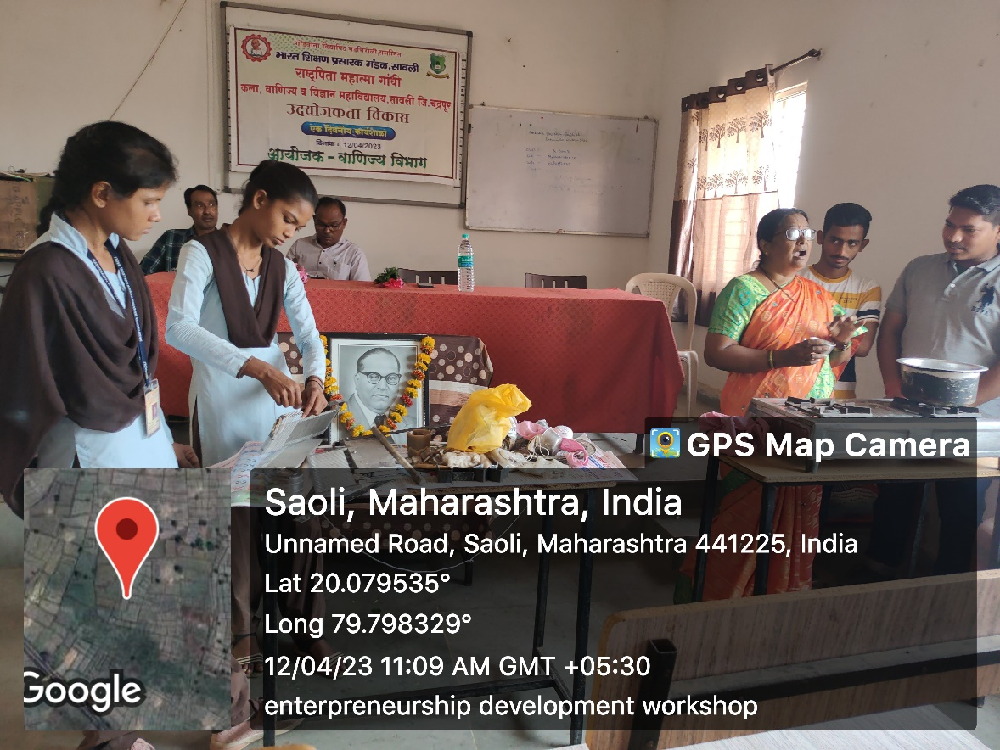 गोंडवाना विद्यापिठ गडचिरोली, संलग्नित
भारत शिक्षण प्रसारक मंडळ, सावली
राष्ट्रपिता महात्मा गांधी
कला, वाणिज्य व विज्ञान महाविद्यालय, सावली जि.चंद्रपूर
उदयोजकता विकास
एक दिवसीय कार्यशाळा
दिनांक : 12/04/2023
आयोजक - वाणिज्य विभाग
GPS Map Camera
Saoli, Maharashtra, India
Unnamed Road, Saoli, Maharashtra 441225, India
Lat 20.079535°
Long 79.798329°
12/04/23 11:09 AM GMT +05:30
enterpreneurship development workshop
Google